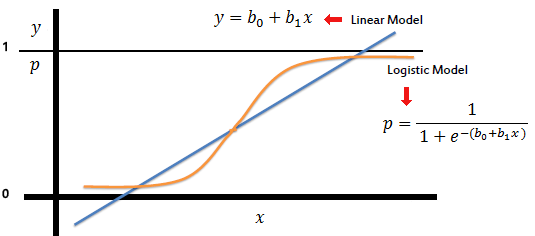 y = b₀ + b₁x Linear Model
y
1
p
Logistic Model
p = 1 / (1 + e^−(b₀+b₁x))
0
x